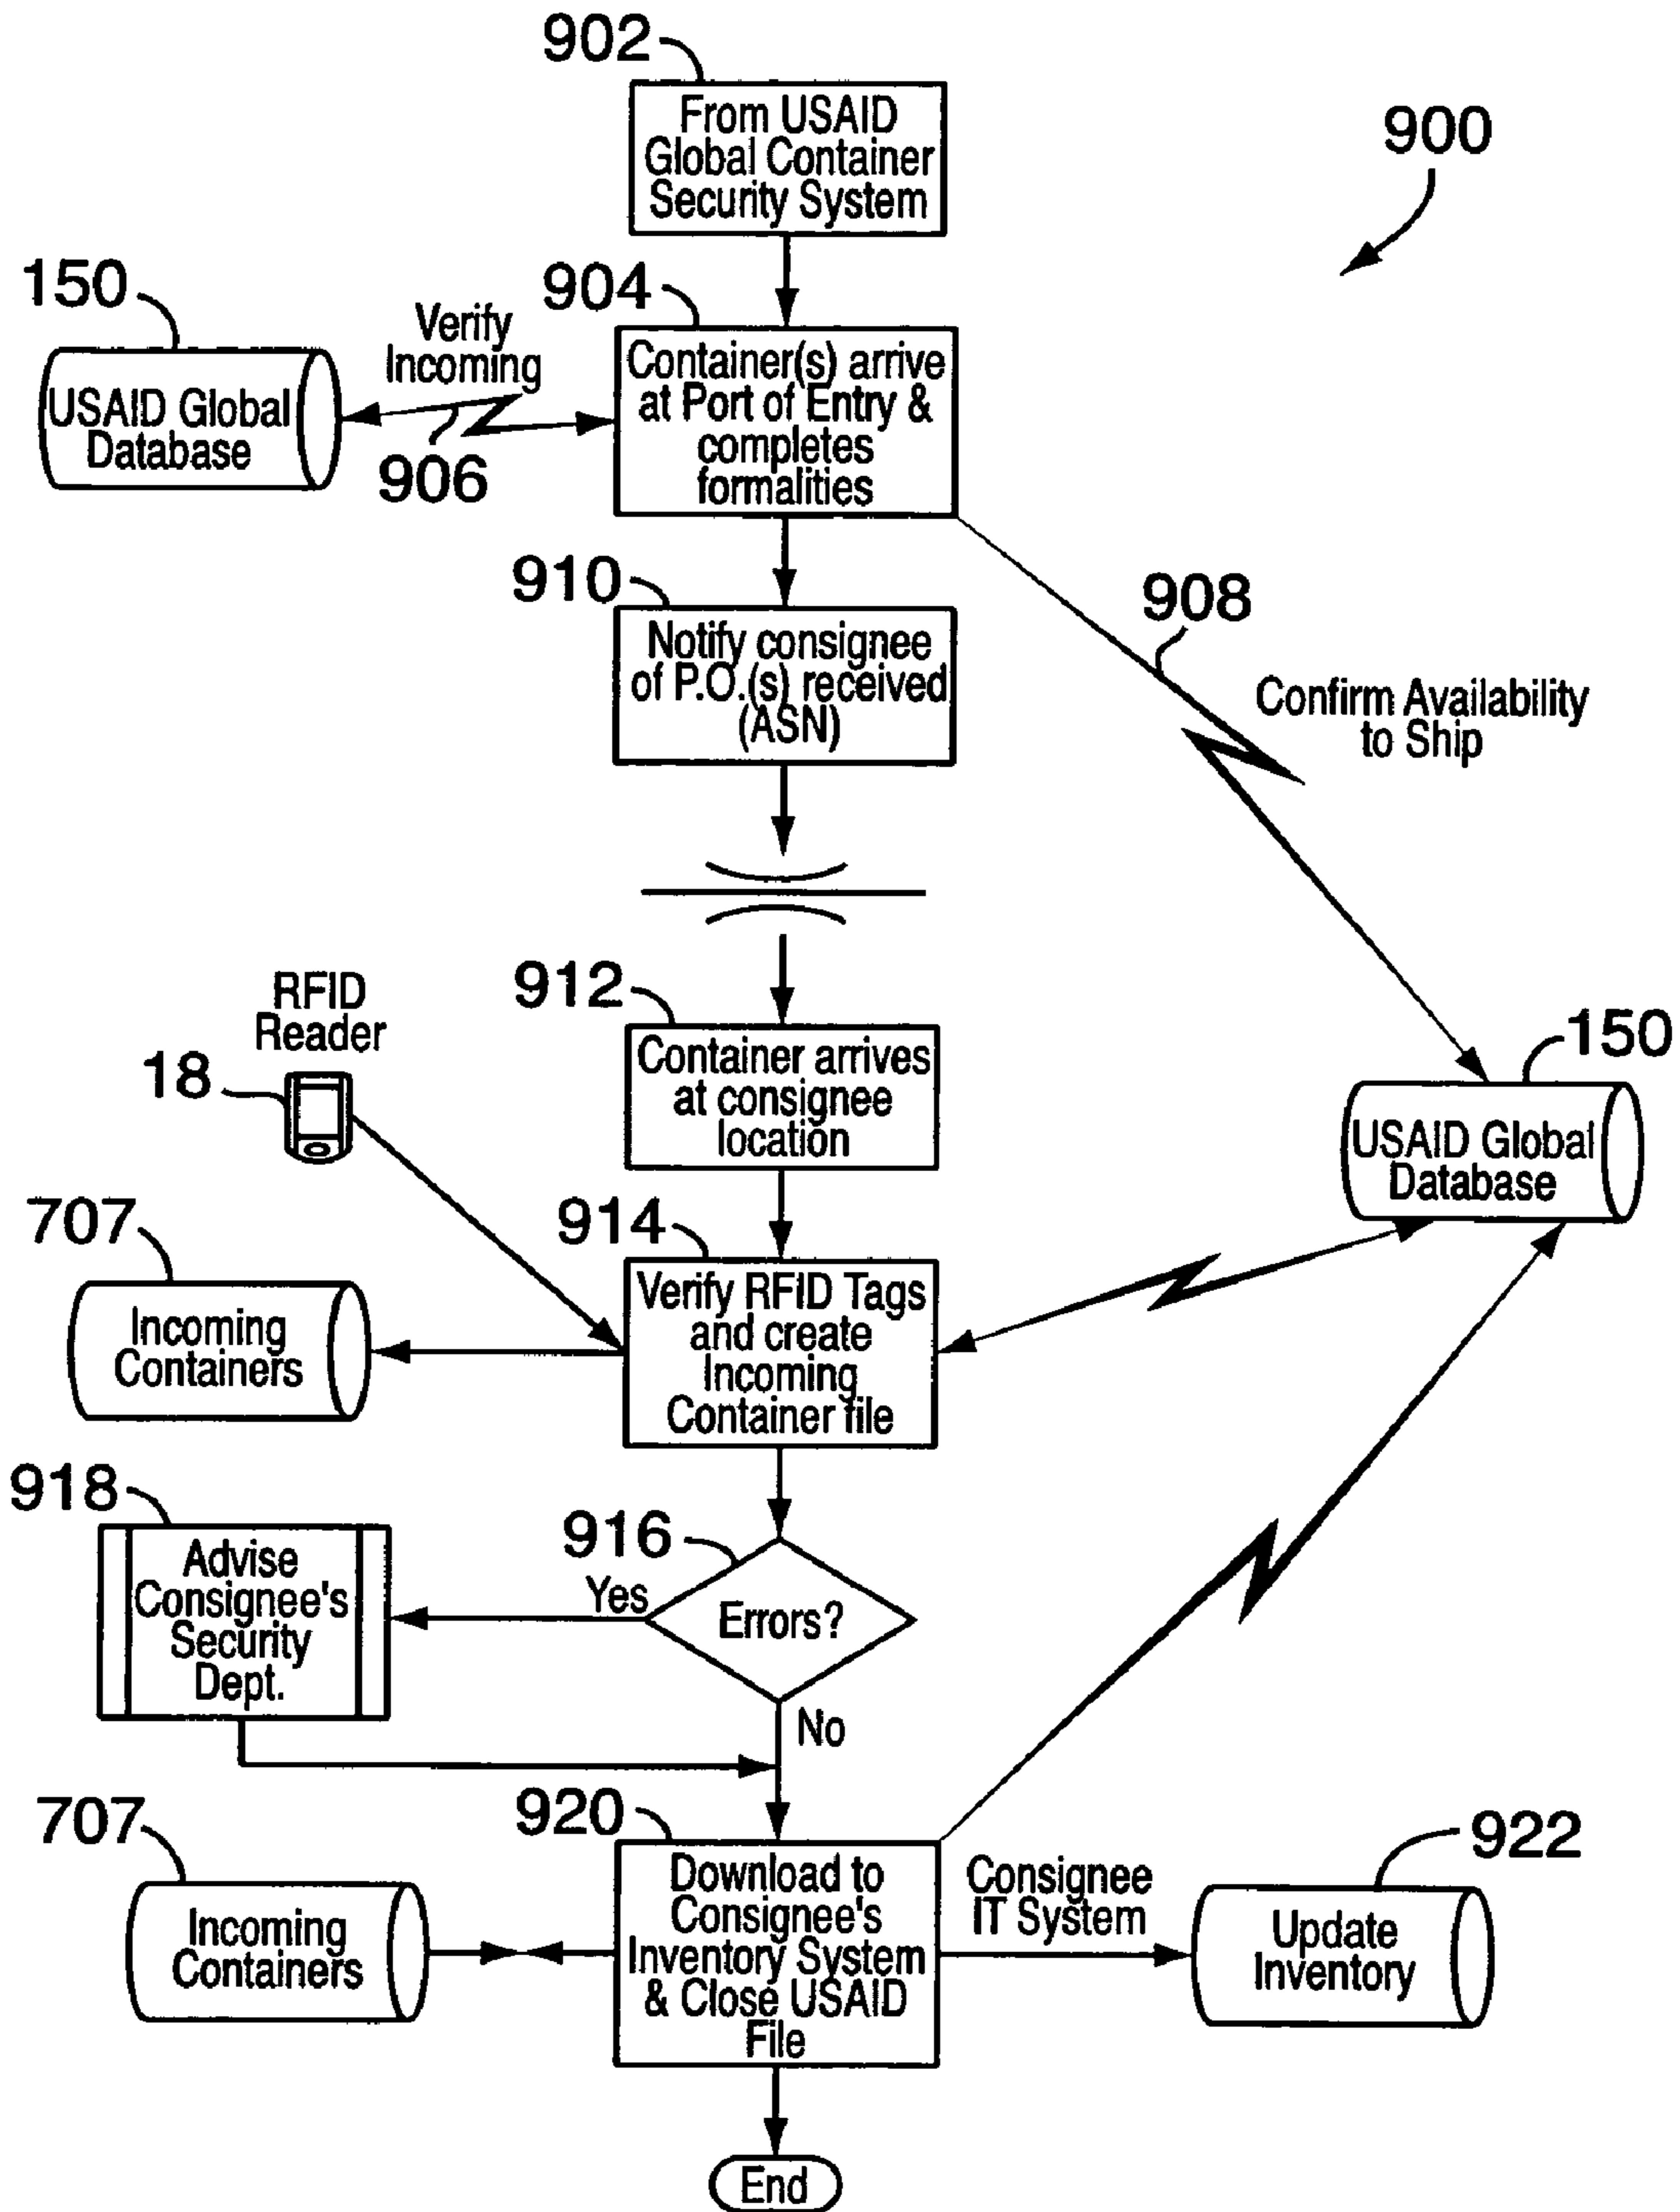 902
From USAID
Global Container
Security System
900
150
USAID Global
Database
Verify
Incoming
906
904
Container(s) arrive
at Port of Entry &
completes
formalities
908
Confirm Availability
to Ship
910
Notify consignee
of P.O.(s) received
(ASN)
912
Container arrives
at consignee
location
RFID
Reader
18
150
USAID Global
Database
707
Incoming
Containers
914
Verify RFID Tags
and create
Incoming
Container file
918
Advise
Consignee's
Security
Dept.
916
Yes
Errors?
No
707
Incoming
Containers
920
Download to
Consignee's
Inventory System
& Close USAID
File
Consignee
IT System
922
Update
Inventory
End